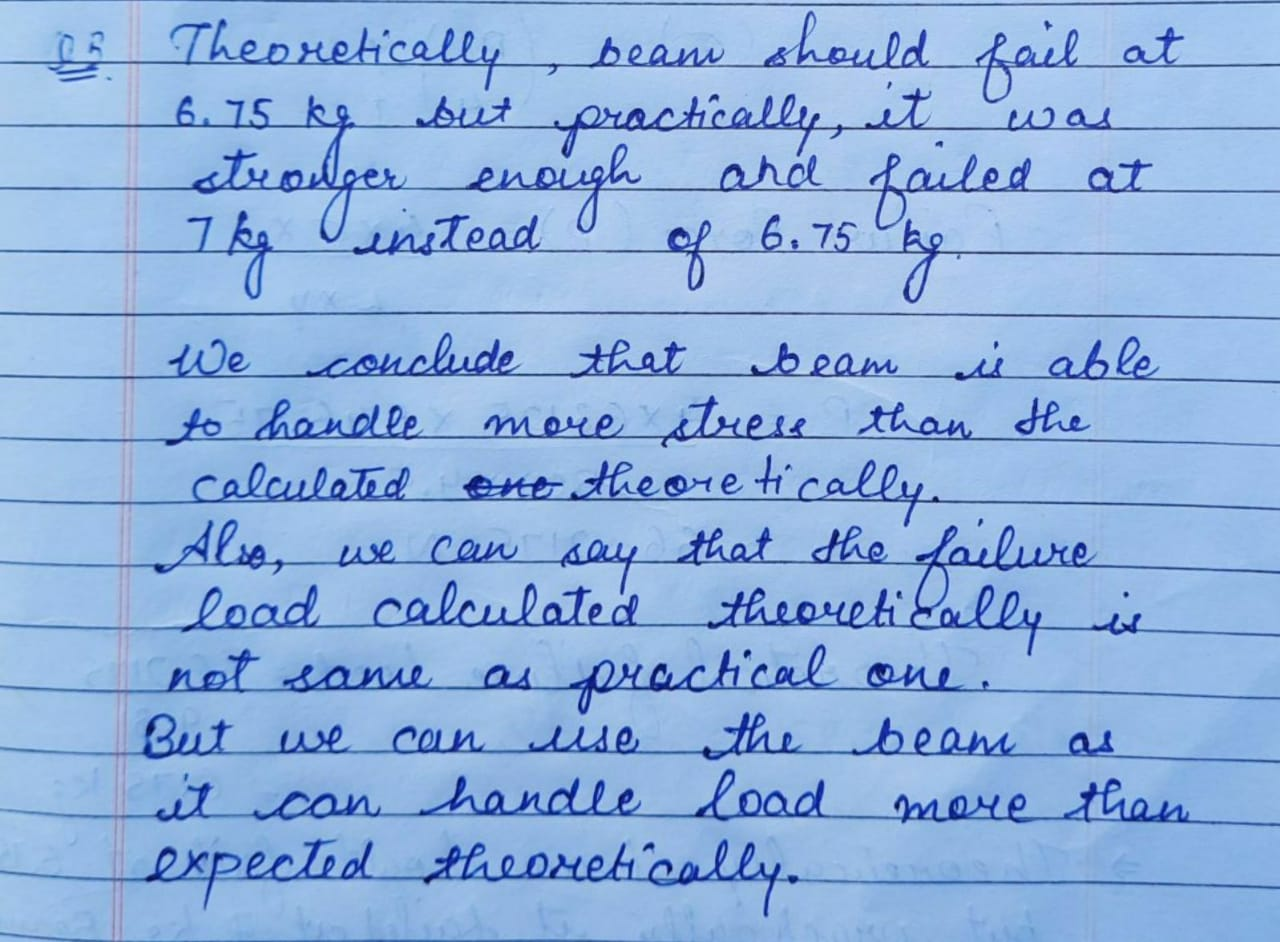 Theoretically, beam should fail at
6.75 kg but practically, it was
stronger enough and failed at
7 kg instead of 6.75 kg.
We conclude that beam is able
to handle more stress than the
calculated one theoretically.
Also, we can say that the failure
load calculated theoretically is
not same as practical one.
But we can use the beam as
it can handle load more than
expected theoretically.